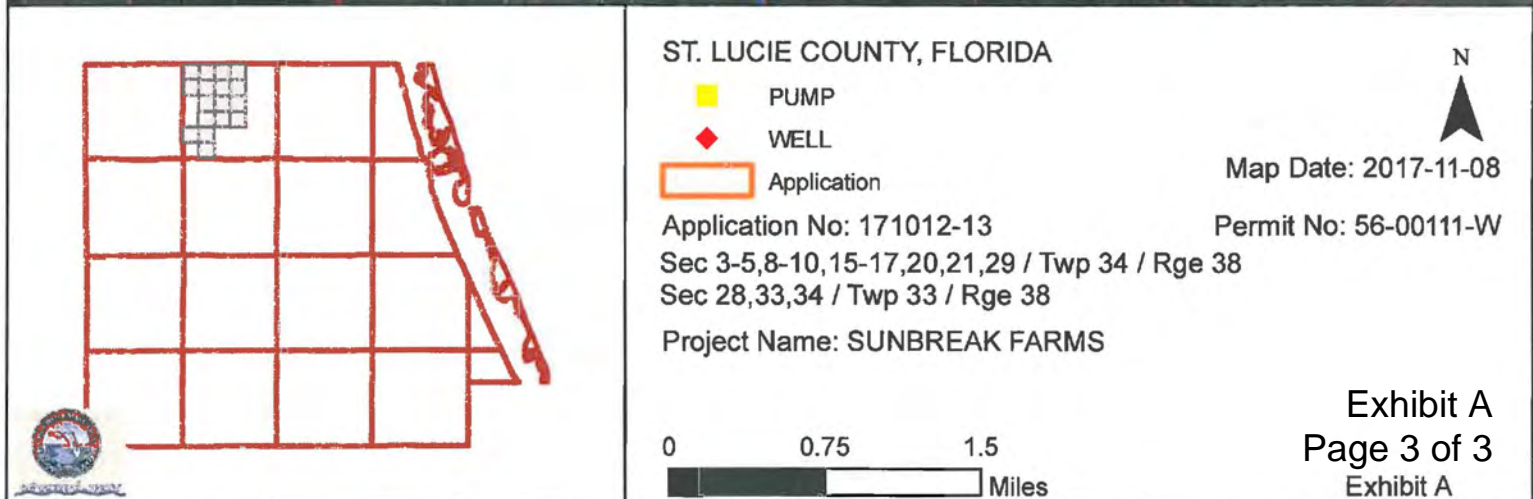 ST. LUCIE COUNTY, FLORIDA
N
PUMP
WELL
Application
Map Date: 2017-11-08
Application No: 171012-13
Permit No: 56-00111-W
Sec 3-5,8-10,15-17,20,21,29 / Twp 34 / Rge 38
Sec 28,33,34 / Twp 33 / Rge 38
Project Name: SUNBREAK FARMS
Exhibit A
0 0.75 1.5
Page 3 of 3
Miles
Exhibit A